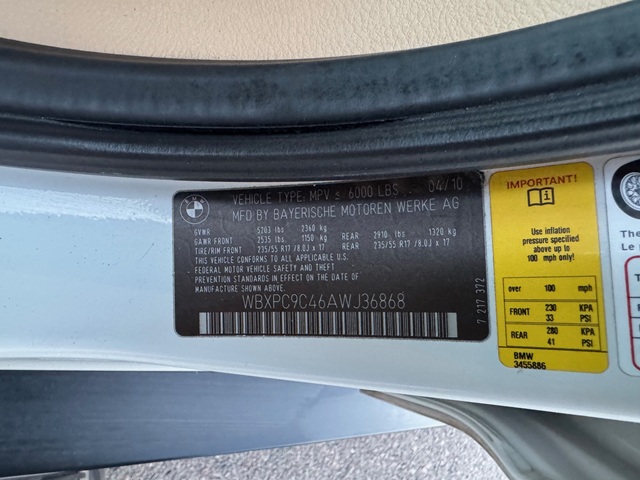 BMW
VEHICLE TYPE: MPV ≤ 6000 LBS - 04/10
MFD BY BAYERISCHE MOTOREN WERKE AG
GVWR 5203 lbs 2360 kg
GAWR FRONT 2535 lbs 1150 kg REAR 2910 lbs 1320 kg
TIRE/RIM FRONT 235/55 R17 /8.0J x 17 REAR 235/55 R17 /8.0J x 17
THIS VEHICLE CONFORMS TO ALL APPLICABLE
FEDERAL MOTOR VEHICLE SAFETY AND THEFT
PREVENTION STANDARDS IN EFFECT ON THE DATE
OF MANUFACTURE SHOWN ABOVE.
WBXPC9C46AWJ36868
7 217 372
IMPORTANT!
Use inflation
pressure specified
above up to
100 mph only!
over 100 mph
FRONT 230 KPA
33 PSI
REAR 280 KPA
41 PSI
BMW
3455886
The